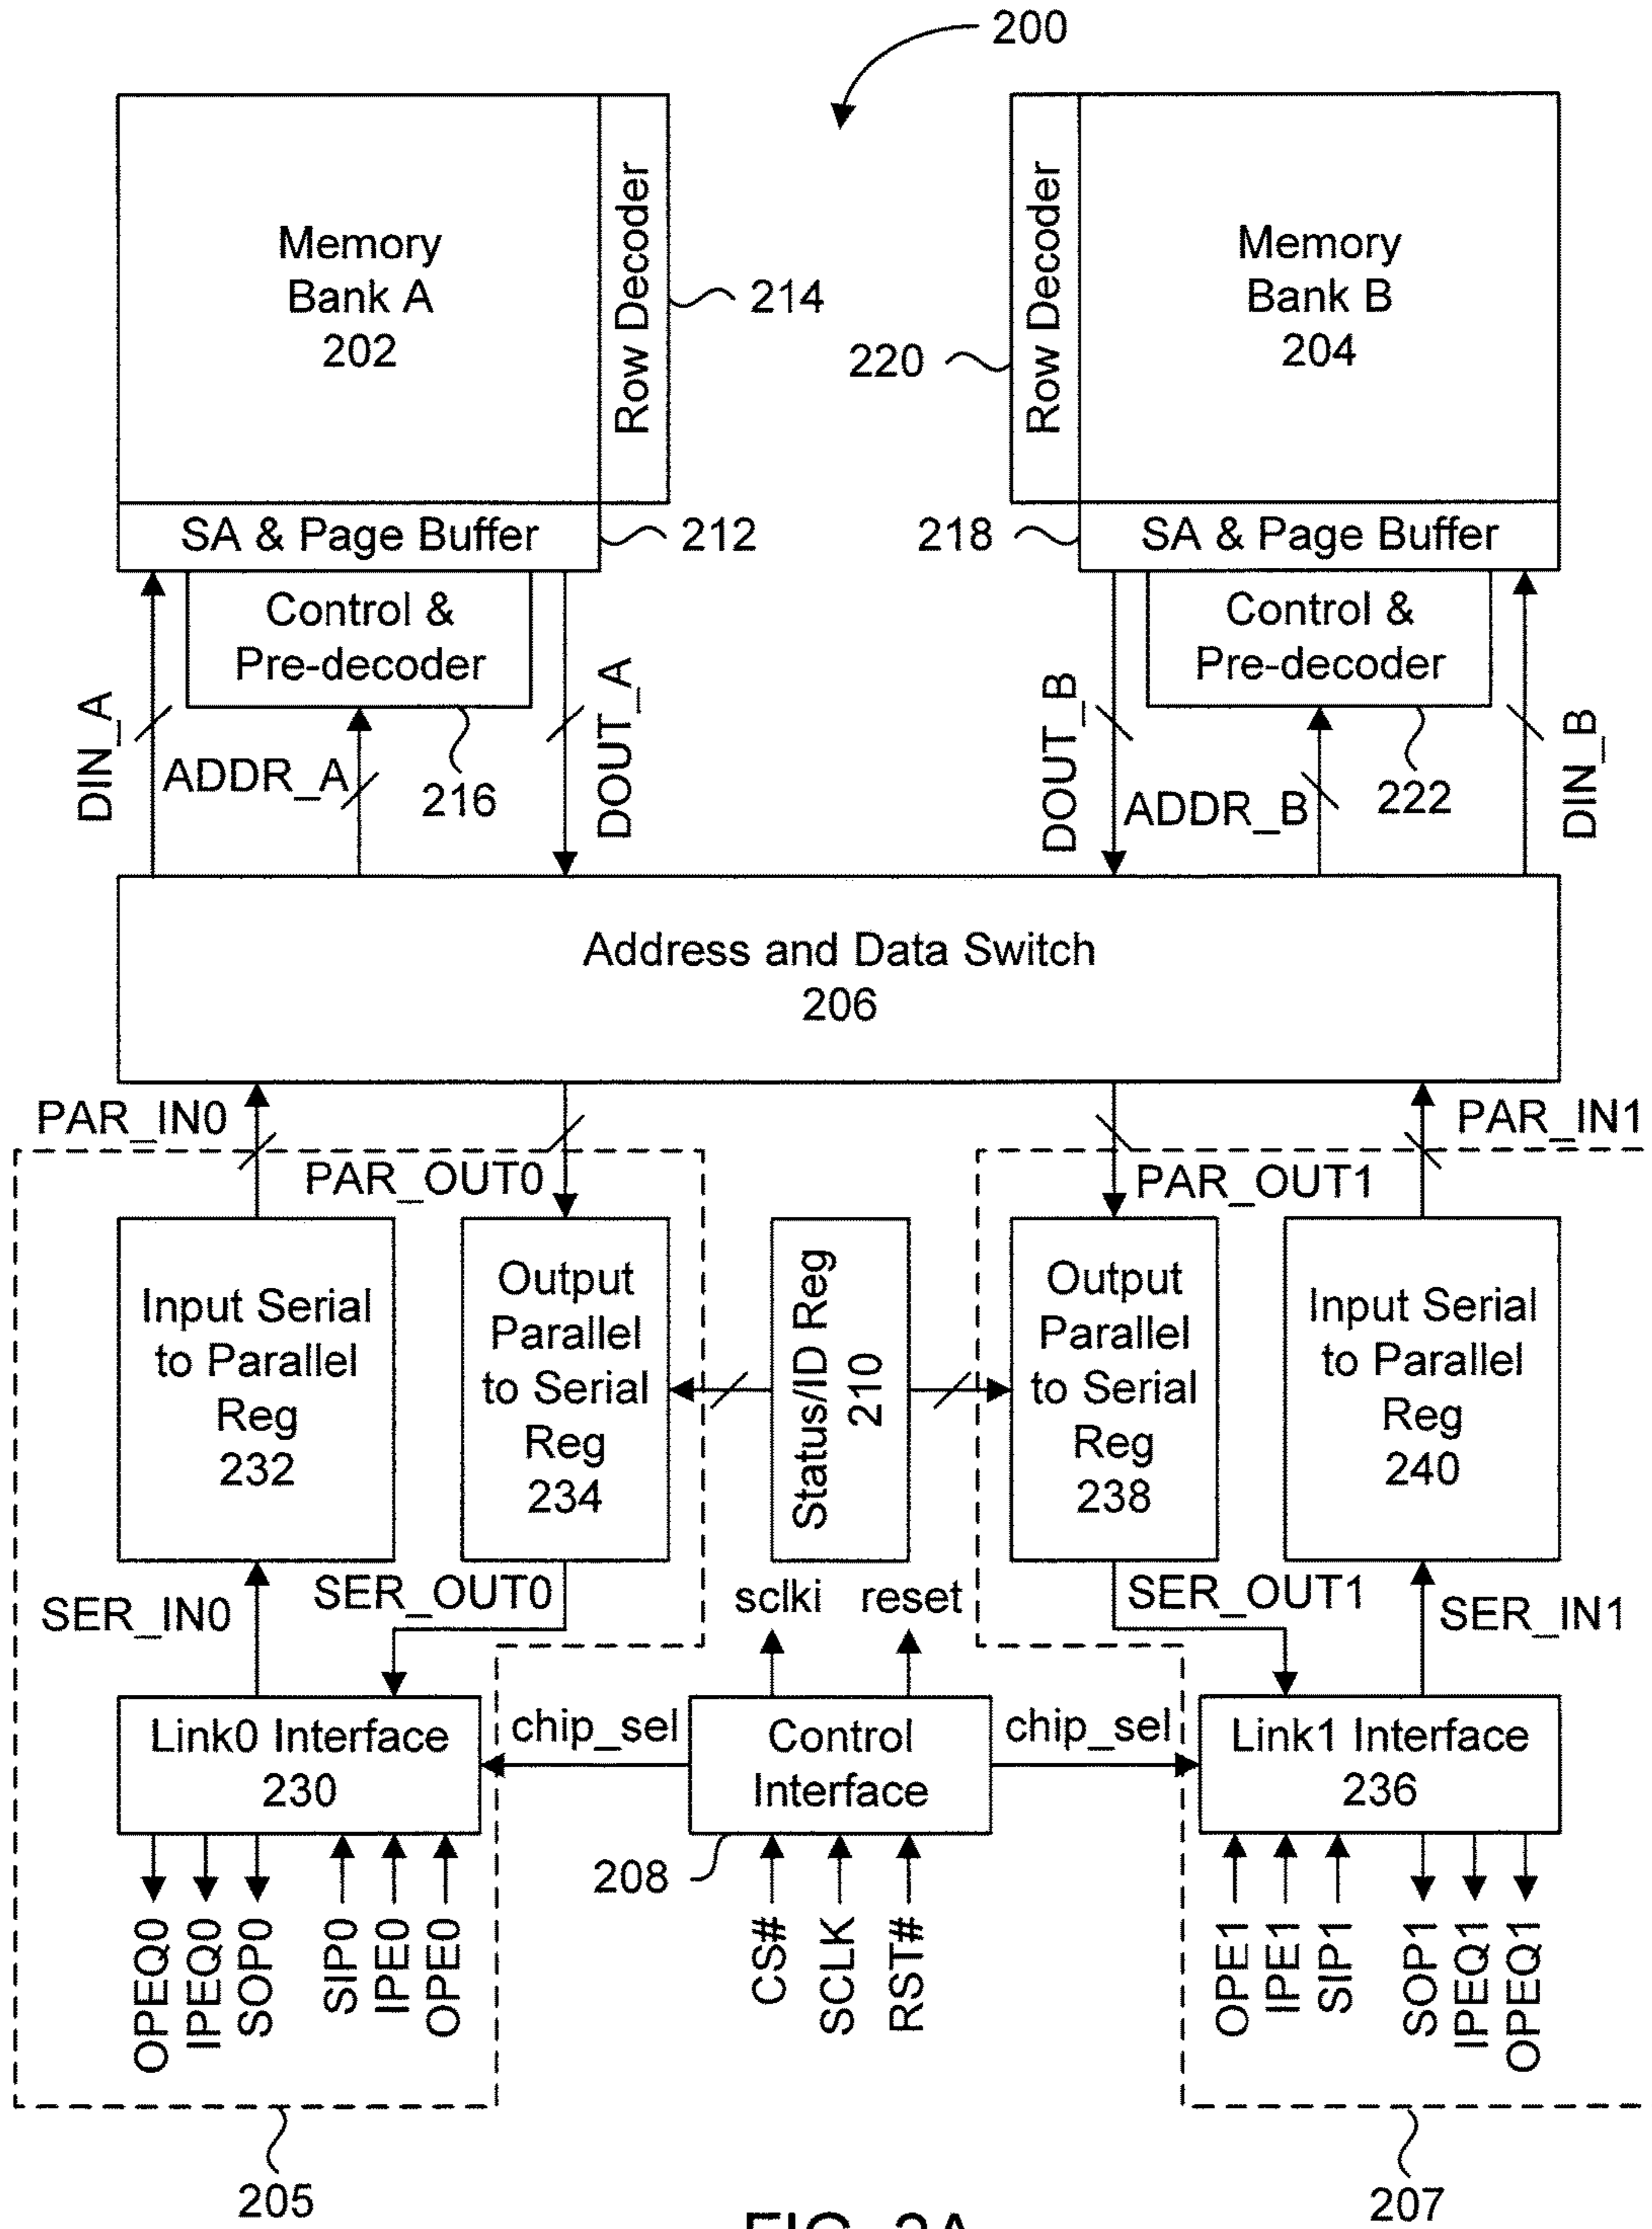 200
Memory
Bank A
202
Row Decoder
214
Row Decoder
220
Memory
Bank B
204
SA & Page Buffer
212
218
SA & Page Buffer
Control &
Pre-decoder
216
Control &
Pre-decoder
222
DIN_A
ADDR_A
DOUT_A
DOUT_B
ADDR_B
DIN_B
Address and Data Switch
206
PAR_IN0
PAR_OUT0
PAR_OUT1
PAR_IN1
Input Serial
to Parallel
Reg
232
Output
Parallel
to Serial
Reg
234
Status/ID Reg
210
Output
Parallel
to Serial
Reg
238
Input Serial
to Parallel
Reg
240
SER_IN0
SER_OUT0
sclki
reset
SER_OUT1
SER_IN1
Link0 Interface
230
chip_sel
Control
Interface
chip_sel
Link1 Interface
236
208
OPEQ0
IPEQ0
SOP0
SIP0
IPE0
OPE0
CS#
SCLK
RST#
OPE1
IPE1
SIP1
SOP1
IPEQ1
OPEQ1
205
207
FIG. 2A